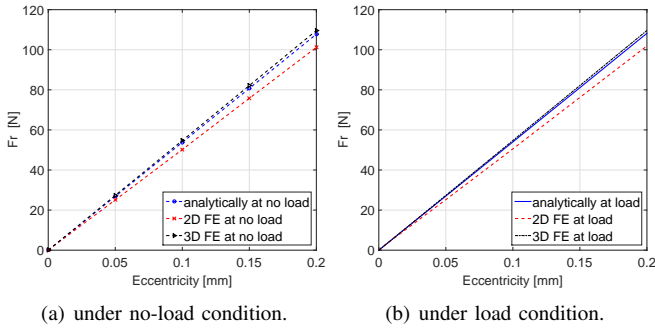 120
100
80
60
40
20
0
Fr [N]
0
0.05
0.1
0.15
0.2
Eccentricity [mm]
analytically at no load
2D FE at no load
3D FE at no load
(a) under no-load condition.
120
100
80
60
40
20
0
Fr [N]
0
0.05
0.1
0.15
0.2
Eccentricity [mm]
analytically at load
2D FE at load
3D FE at load
(b) under load condition.